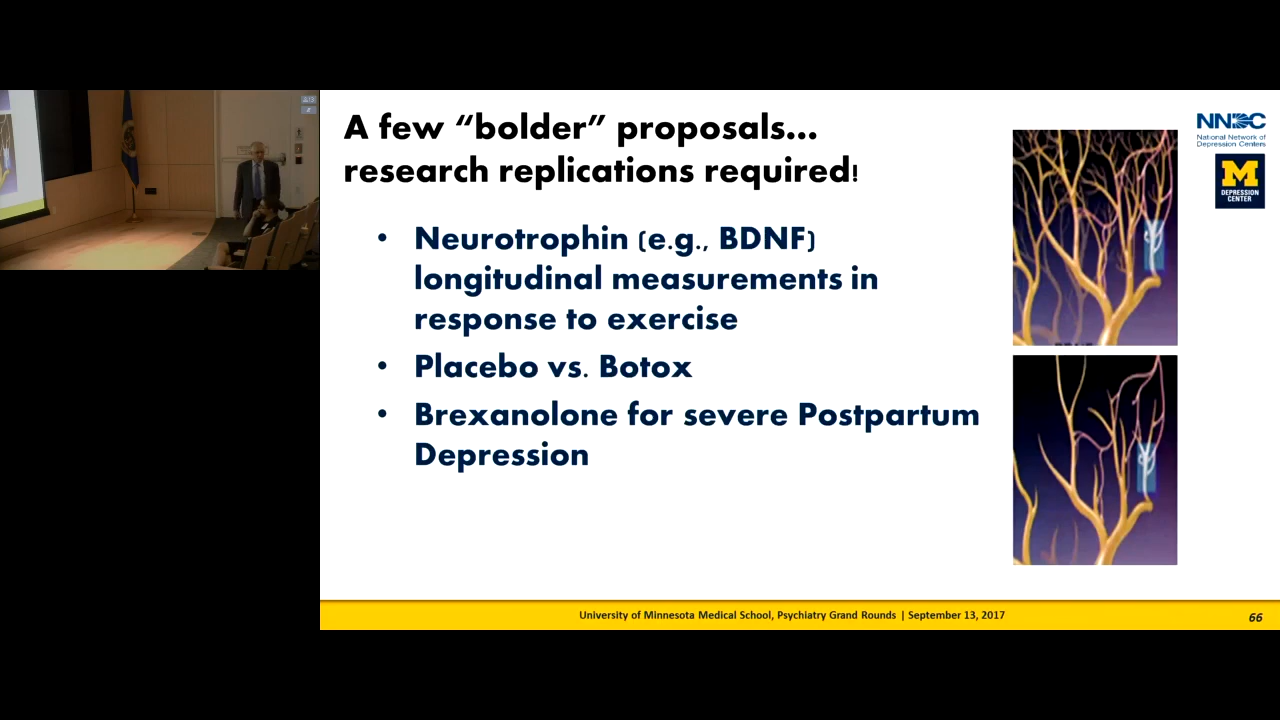 A few “bolder” proposals...
research replications required!
• Neurotrophin (e.g., BDNF)
longitudinal measurements in
response to exercise
• Placebo vs. Botox
• Brexanolone for severe Postpartum
Depression
NNDC
National Network of
Depression Centers
M
DEPRESSION
CENTER
University of Minnesota Medical School, Psychiatry Grand Rounds | September 13, 2017
66